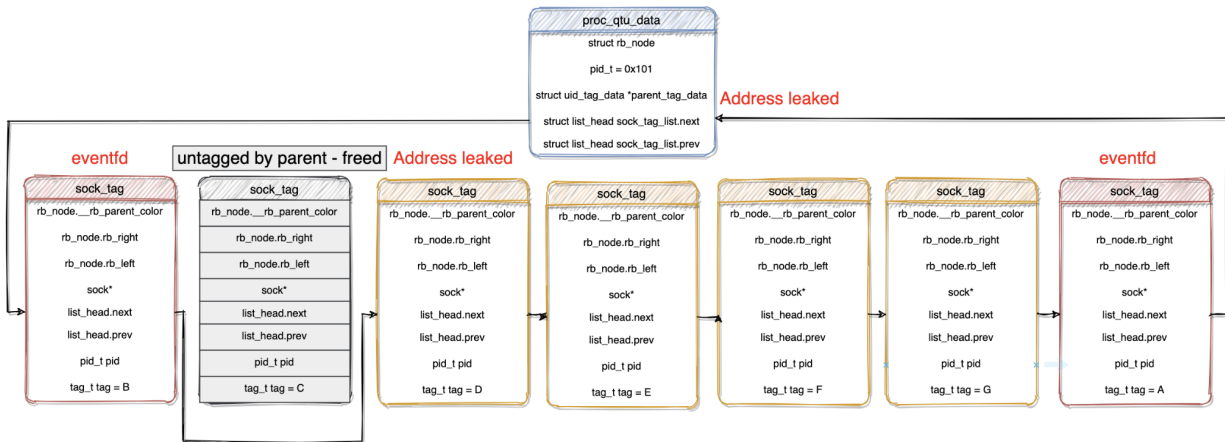 proc_qtu_data
struct rb_node
pid_t = 0x101
struct uid_tag_data *parent_tag_data
Address leaked
struct list_head sock_tag_list.next
struct list_head sock_tag_list.prev
eventfd
untagged by parent - freed
Address leaked
eventfd
sock_tag
rb_node.__rb_parent_color
rb_node.rb_right
rb_node.rb_left
sock*
list_head.next
list_head.prev
pid_t pid
tag_t tag = B
sock_tag
rb_node.__rb_parent_color
rb_node.rb_right
rb_node.rb_left
sock*
list_head.next
list_head.prev
pid_t pid
tag_t tag = C
sock_tag
rb_node.__rb_parent_color
rb_node.rb_right
rb_node.rb_left
sock*
list_head.next
list_head.prev
pid_t pid
tag_t tag = D
sock_tag
rb_node.__rb_parent_color
rb_node.rb_right
rb_node.rb_left
sock*
list_head.next
list_head.prev
pid_t pid
tag_t tag = E
sock_tag
rb_node.__rb_parent_color
rb_node.rb_right
rb_node.rb_left
sock*
list_head.next
list_head.prev
pid_t pid
tag_t tag = F
sock_tag
rb_node.__rb_parent_color
rb_node.rb_right
rb_node.rb_left
sock*
list_head.next
list_head.prev
pid_t pid
tag_t tag = G
sock_tag
rb_node.__rb_parent_color
rb_node.rb_right
rb_node.rb_left
sock*
list_head.next
list_head.prev
pid_t pid
tag_t tag = A